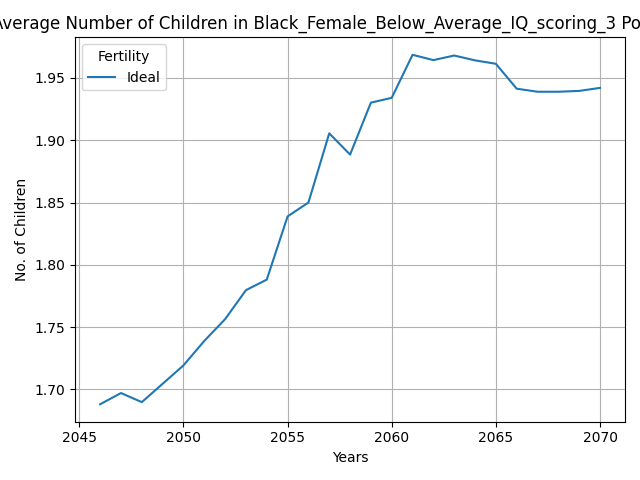 Average Number of Children in Black_Female_Below_Average_IQ_scoring_3 Po
Fertility
Ideal
1.95
1.90
1.85
1.80
1.75
1.70
No. of Children
2045 2050 2055 2060 2065 2070
Years